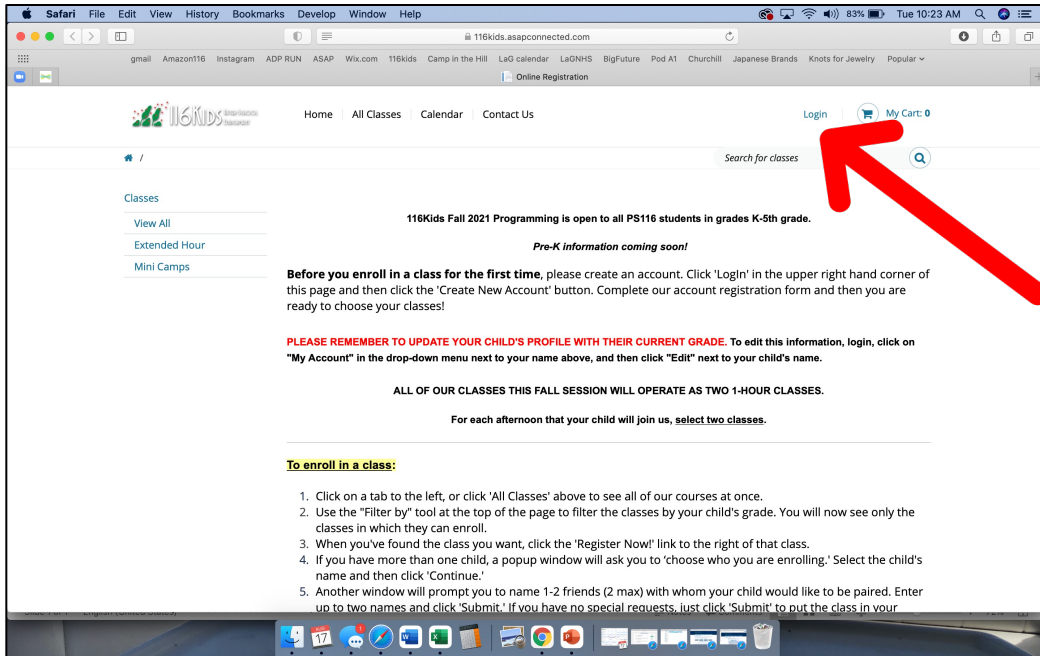 Safari File Edit View History Bookmarks Develop Window Help 83% Tue 10:23 AM
116kids.asapconnected.com
gmail Amazon116 Instagram ADP RUN ASAP Wix.com 116kids Camp in the Hill LaG calendar LaGNHS BigFuture Pod A1 Churchill Japanese Brands Knots for Jewelry Popular
Online Registration
116KIDS
Home All Classes Calendar Contact Us Login My Cart: 0
/ Search for classes
Classes
View All
Extended Hour
Mini Camps
116Kids Fall 2021 Programming is open to all PS116 students in grades K-5th grade.
Pre-K information coming soon!
Before you enroll in a class for the first time, please create an account. Click 'LogIn' in the upper right hand corner of
this page and then click the 'Create New Account' button. Complete our account registration form and then you are
ready to choose your classes!
PLEASE REMEMBER TO UPDATE YOUR CHILD'S PROFILE WITH THEIR CURRENT GRADE. To edit this information, login, click on
"My Account" in the drop-down menu next to your name above, and then click "Edit" next to your child's name.
ALL OF OUR CLASSES THIS FALL SESSION WILL OPERATE AS TWO 1-HOUR CLASSES.
For each afternoon that your child will join us, select two classes.
To enroll in a class:
1. Click on a tab to the left, or click 'All Classes' above to see all of our courses at once.
2. Use the "Filter by" tool at the top of the page to filter the classes by your child's grade. You will now see only the
classes in which they can enroll.
3. When you've found the class you want, click the 'Register Now!' link to the right of that class.
4. If you have more than one child, a popup window will ask you to ‘choose who you are enrolling.' Select the child's
name and then click 'Continue.'
5. Another window will prompt you to name 1-2 friends (2 max) with whom your child would like to be paired. Enter
up to two names and click 'Submit.' If you have no special requests, just click 'Submit' to put the class in your
AUG
17
1